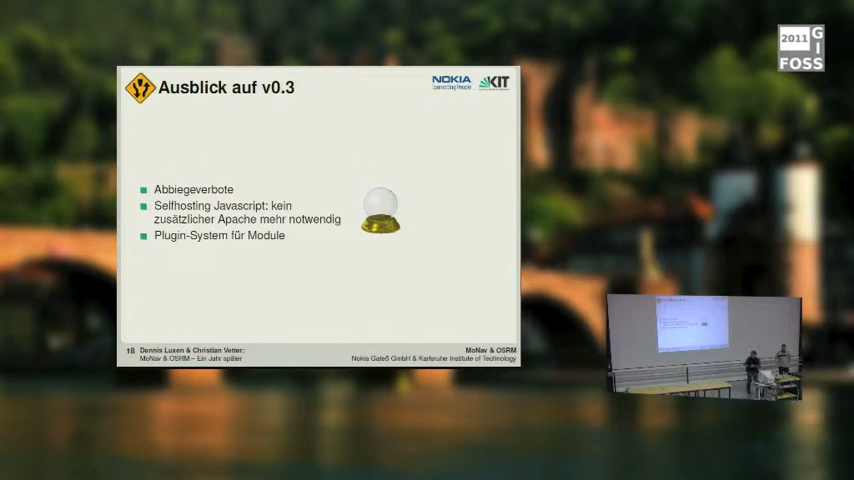 2011
G
I
FOSS
Ausblick auf v0.3
NOKIA
Connecting People
KIT
Abbiegeverbote
Selfhosting Javascript: kein
zusätzlicher Apache mehr notwendig
Plugin-System für Module
18 Dennis Luxen & Christian Vetter:
MoNav & OSRM – Ein Jahr später
MoNav & OSRM
Nokia Gate5 GmbH & Karlsruhe Institute of Technology